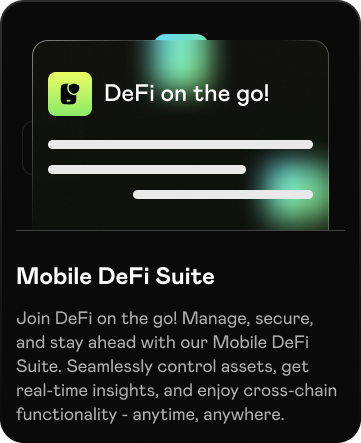 DeFi on the go!
Mobile DeFi Suite
Join DeFi on the go! Manage, secure,
and stay ahead with our Mobile DeFi
Suite. Seamlessly control assets, get
real-time insights, and enjoy cross-chain
functionality - anytime, anywhere.